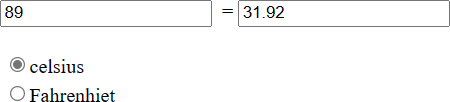 89 = 31.92
celsius
Fahrenhiet